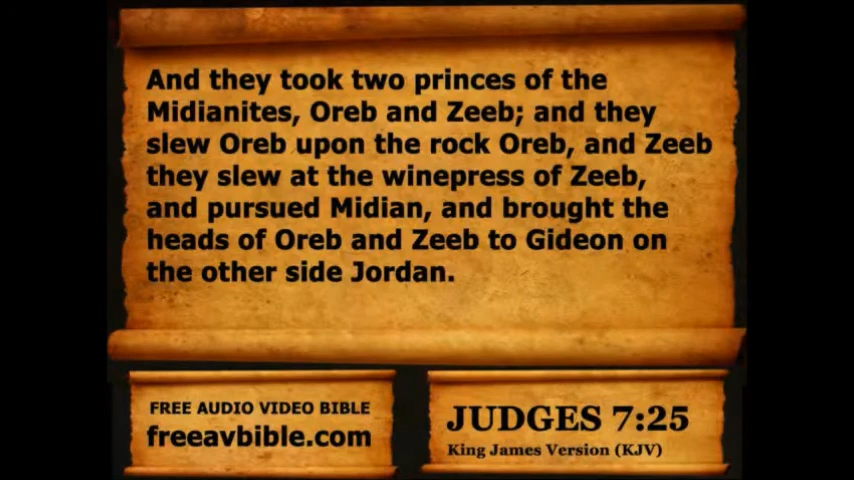 And they took two princes of the
Midianites, Oreb and Zeeb; and they
slew Oreb upon the rock Oreb, and Zeeb
they slew at the winepress of Zeeb,
and pursued Midian, and brought the
heads of Oreb and Zeeb to Gideon on
the other side Jordan.
FREE AUDIO VIDEO BIBLE
freeavbible.com
JUDGES 7:25
King James Version (KJV)